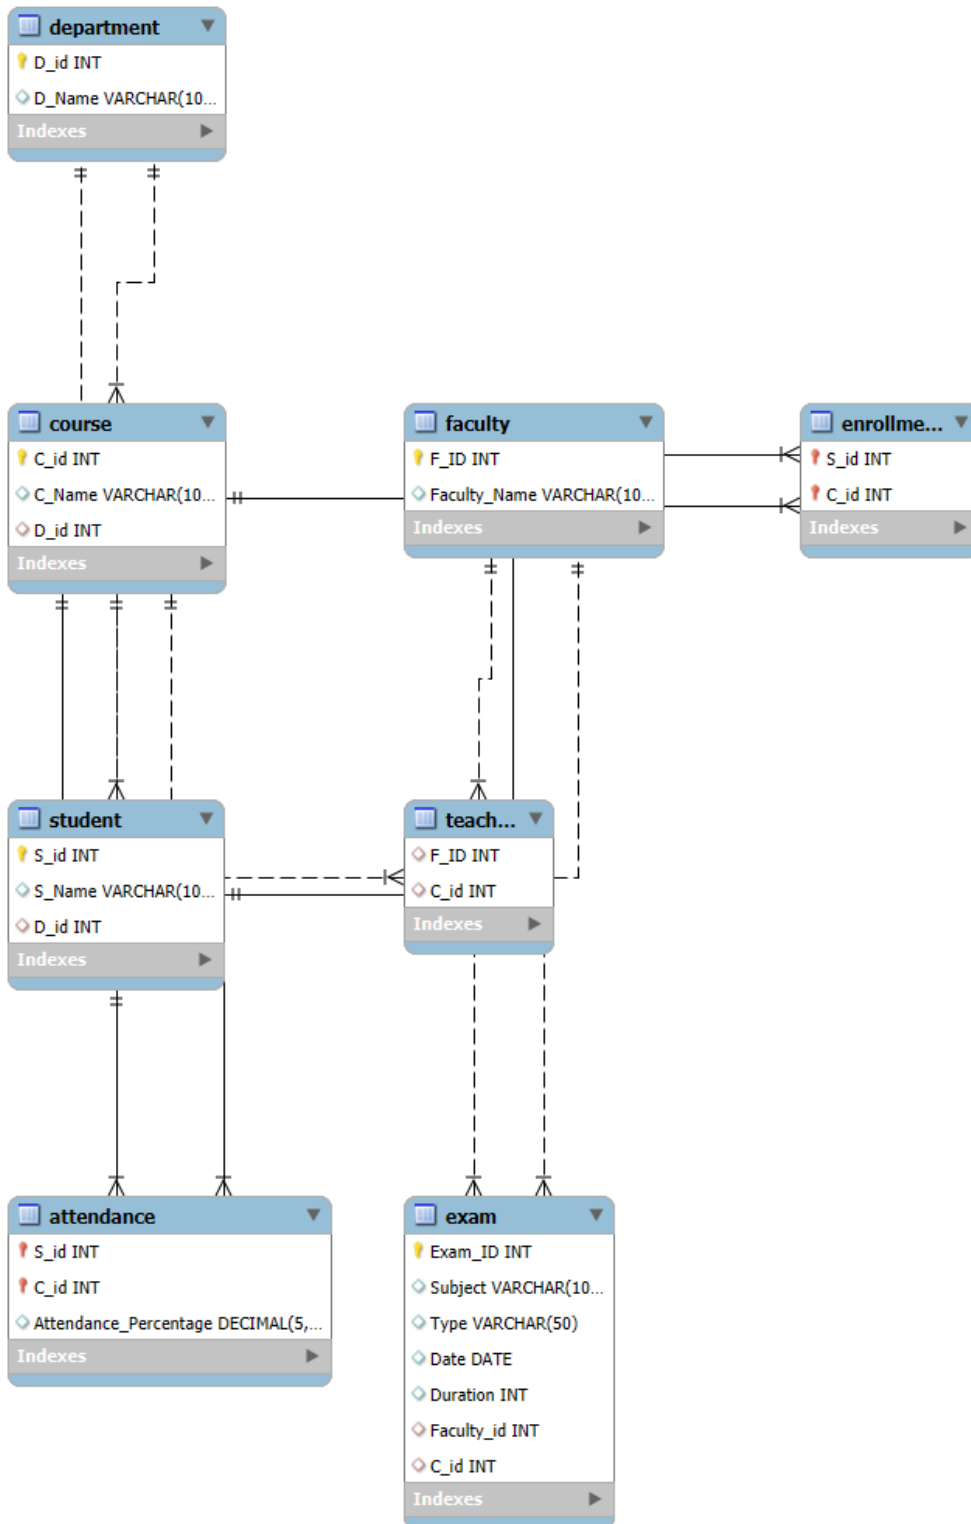 department
D_id INT
D_Name VARCHAR(10...
Indexes
course
C_id INT
C_Name VARCHAR(10...
D_id INT
Indexes
faculty
F_ID INT
Faculty_Name VARCHAR(10...
Indexes
enrollme...
S_id INT
C_id INT
Indexes
student
S_id INT
S_Name VARCHAR(10...
D_id INT
Indexes
teach...
F_ID INT
C_id INT
Indexes
attendance
S_id INT
C_id INT
Attendance_Percentage DECIMAL(5,...
Indexes
exam
Exam_ID INT
Subject VARCHAR(10...
Type VARCHAR(50)
Date DATE
Duration INT
Faculty_id INT
C_id INT
Indexes